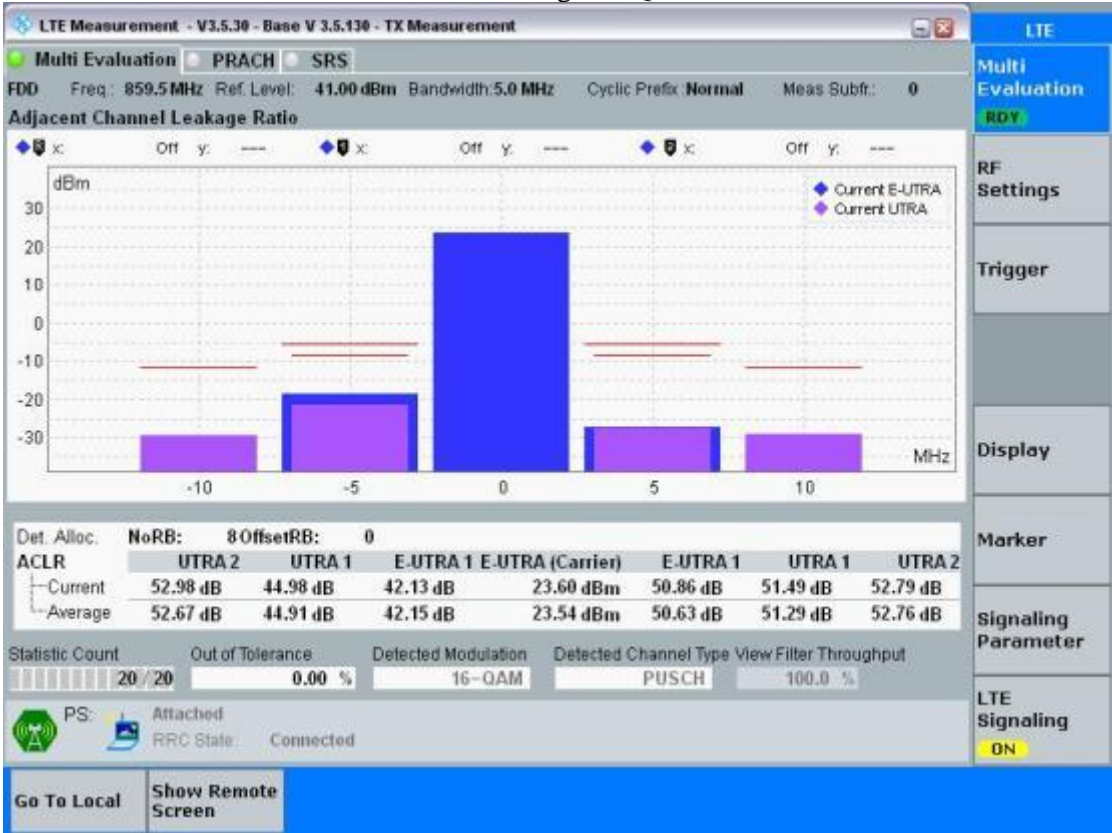 LTE Measurement - V3.5.30 - Base V 3.5.130 - TX Measurement
LTE
Multi Evaluation PRACH SRS
Multi Evaluation
RDY
FDD Freq.: 859.5 MHz Ref. Level: 41.00 dBm Bandwidth: 5.0 MHz Cyclic Prefix: Normal Meas Subfr.: 0
Adjacent Channel Leakage Ratio
x: Off y: --- x: Off y: --- x: Off y: ---
dBm
Current E-UTRA
Current UTRA
30
20
10
0
-10
-20
-30
MHz
-10 -5 0 5 10
Det. Alloc. NoRB: 8 OffsetRB: 0
ACLR UTRA 2 UTRA 1 E-UTRA 1 E-UTRA (Carrier) E-UTRA 1 UTRA 1 UTRA 2
Current 52.98 dB 44.98 dB 42.13 dB 23.60 dBm 50.86 dB 51.49 dB 52.79 dB
Average 52.67 dB 44.91 dB 42.15 dB 23.54 dBm 50.63 dB 51.29 dB 52.76 dB
Statistic Count Out of Tolerance Detected Modulation Detected Channel Type View Filter Throughput
20 / 20 0.00 % 16-QAM PUSCH 100.0 %
PS: Attached
RRC State: Connected
RF Settings
Trigger
Display
Marker
Signaling Parameter
LTE Signaling
ON
Go To Local
Show Remote Screen